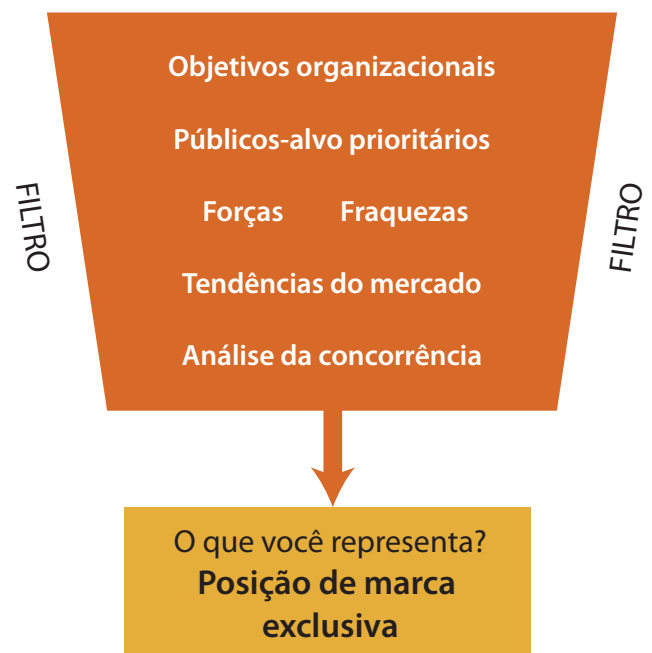 Objetivos organizacionais
Públicos-alvo prioritários
FILTRO
Forças Fraquezas
FILTRO
Tendências do mercado
Análise da concorrência
O que você representa?
Posição de marca
exclusiva